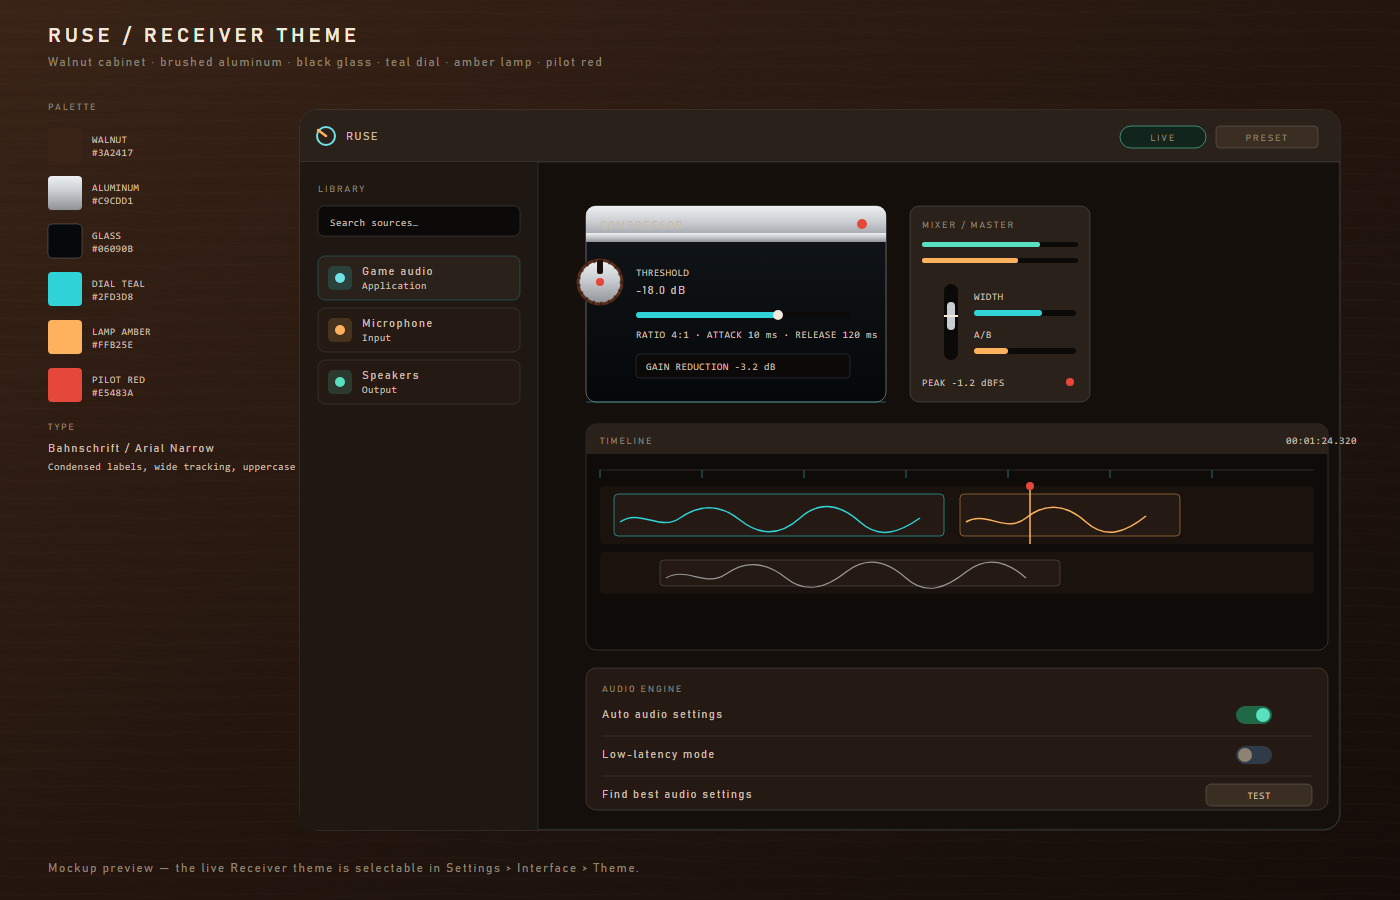 RUSE / RECEIVER THEME
Walnut cabinet · brushed aluminum · black glass · teal dial · amber lamp · pilot red
PALETTE
WALNUT
#3A2417
ALUMINUM
#C9CDD1
GLASS
#06090B
DIAL TEAL
#2FD3D8
LAMP AMBER
#FFB25E
PILOT RED
#E5483A
TYPE
Bahnschrift / Arial Narrow
Condensed labels, wide tracking, uppercase
RUSE
LIVE
PRESET
LIBRARY
Search sources…
Game audio
Application
Microphone
Input
Speakers
Output
COMPRESSOR
THRESHOLD
-18.0 dB
RATIO 4:1 · ATTACK 10 ms · RELEASE 120 ms
GAIN REDUCTION -3.2 dB
MIXER / MASTER
WIDTH
A/B
PEAK -1.2 dBFS
TIMELINE
00:01:24.320
AUDIO ENGINE
Auto audio settings
Low-latency mode
Find best audio settings
TEST
Mockup preview — the live Receiver theme is selectable in Settings > Interface > Theme.